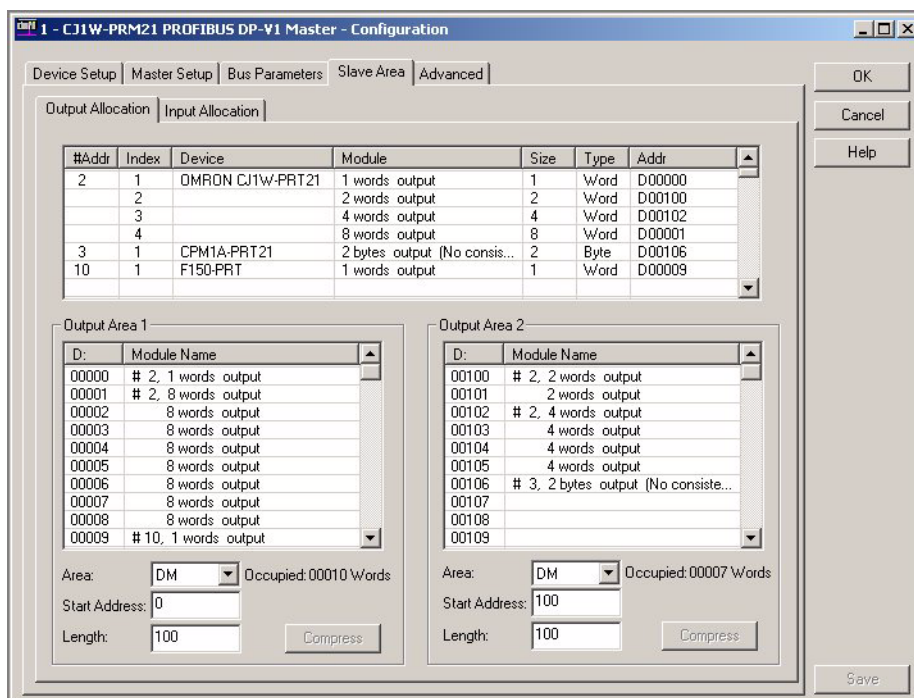 1 - CJ1W-PRM21 PROFIBUS DP-V1 Master - Configuration
Device Setup Master Setup Bus Parameters Slave Area Advanced
OK
Cancel
Help
Output Allocation Input Allocation
#Addr Index Device Module Size Type Addr
2 1 OMRON CJ1W-PRT21 1 words output 1 Word D00000
2 2 words output 2 Word D00100
3 4 words output 4 Word D00102
4 8 words output 8 Word D00001
3 1 CPM1A-PRT21 2 bytes output (No consis... 2 Byte D00106
10 1 F150-PRT 1 words output 1 Word D00009
Output Area 1
D: Module Name
00000 # 2, 1 words output
00001 # 2, 8 words output
00002 8 words output
00003 8 words output
00004 8 words output
00005 8 words output
00006 8 words output
00007 8 words output
00008 8 words output
00009 #10, 1 words output
Area: DM Occupied: 00010 Words
Start Address: 0
Length: 100 Compress
Output Area 2
D: Module Name
00100 # 2, 2 words output
00101 2 words output
00102 # 2, 4 words output
00103 4 words output
00104 4 words output
00105 4 words output
00106 # 3, 2 bytes output (No consiste...
00107
00108
00109
Area: DM Occupied: 00007 Words
Start Address: 100
Length: 100 Compress
Save